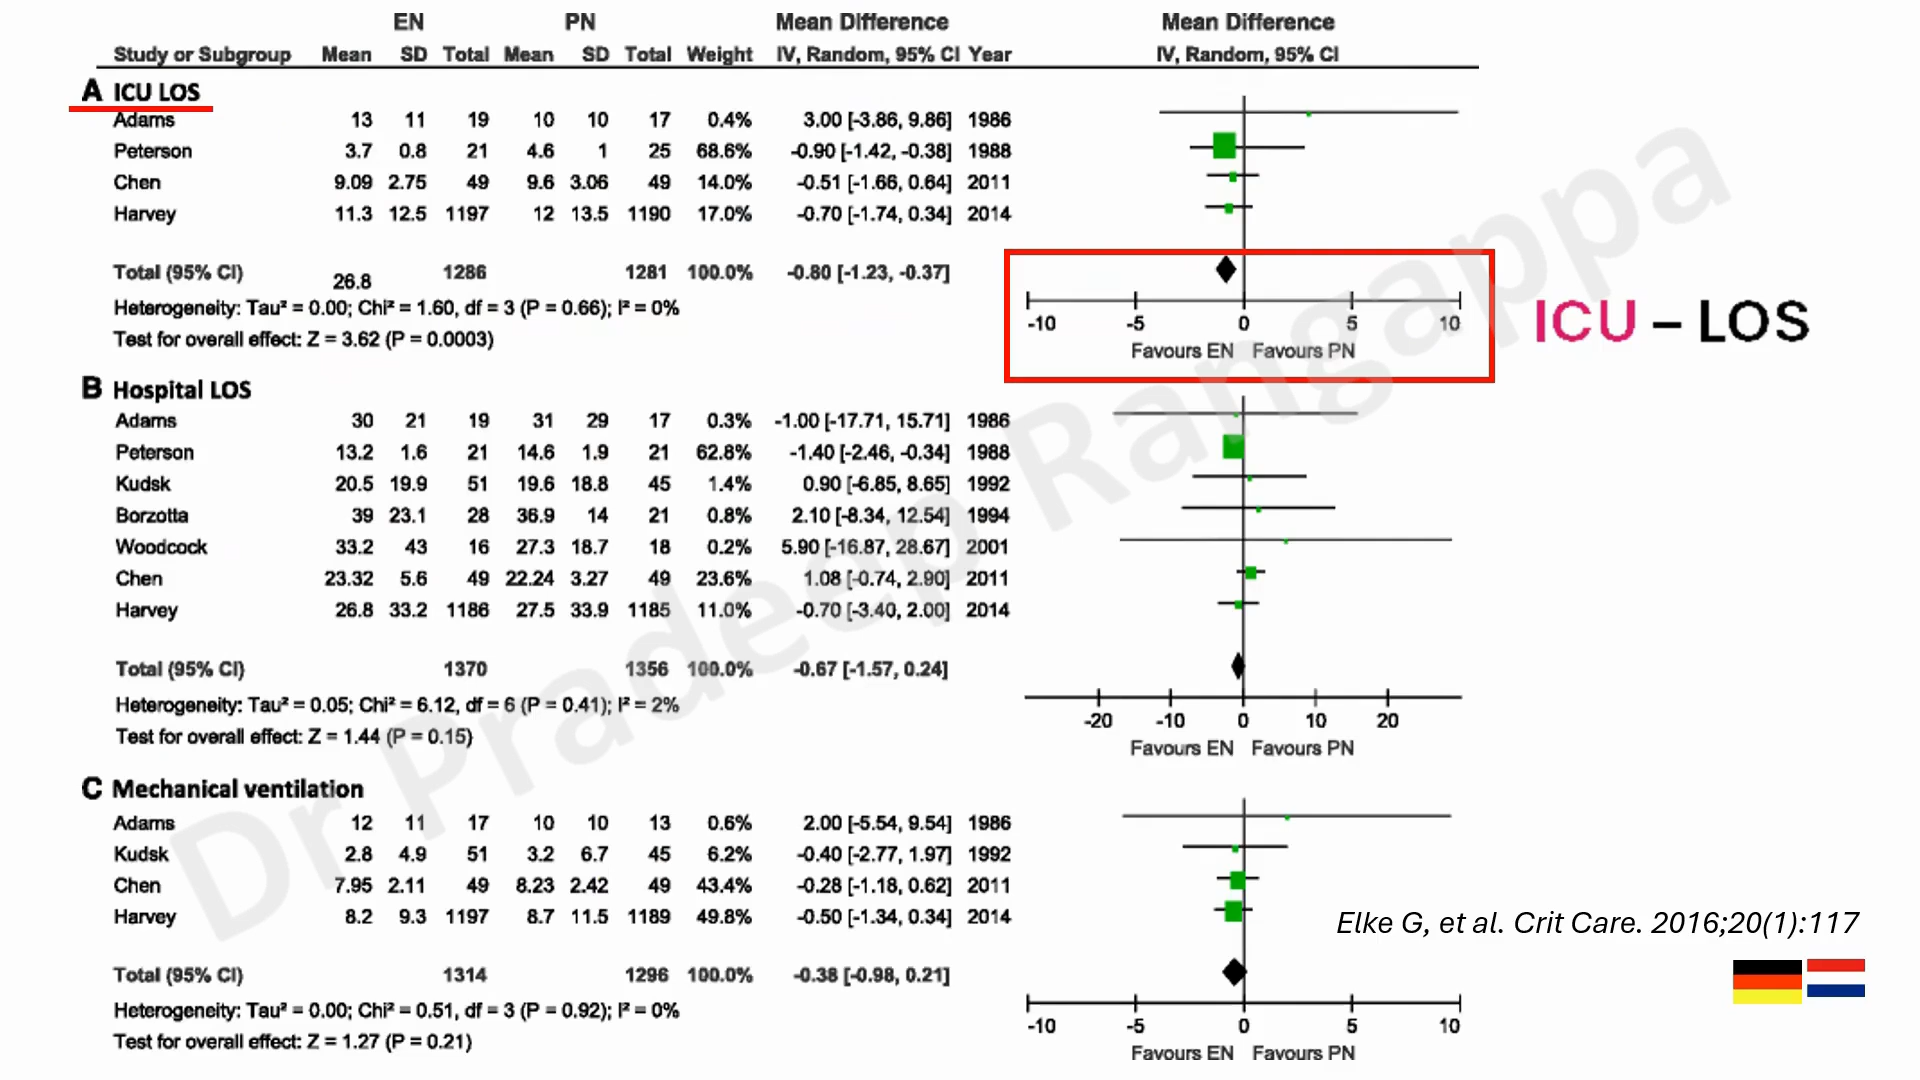 EN PN Mean Difference Mean Difference
Study or Subgroup Mean SD Total Mean SD Total Weight IV, Random, 95% CI Year IV, Random, 95% CI
A ICU LOS
Adams 13 11 19 10 10 17 0.4% 3.00 [-3.86, 9.86] 1986
Peterson 3.7 0.8 21 4.6 1 25 68.6% -0.90 [-1.42, -0.38] 1988
Chen 9.09 2.75 49 9.6 3.06 49 14.0% -0.51 [-1.66, 0.64] 2011
Harvey 11.3 12.5 1197 12 13.5 1190 17.0% -0.70 [-1.74, 0.34] 2014
Total (95% CI) 26.8 1286 1281 100.0% -0.80 [-1.23, -0.37]
Heterogeneity: Tau² = 0.00; Chi² = 1.60, df = 3 (P = 0.66); I² = 0%
Test for overall effect: Z = 3.62 (P = 0.0003)
-10 -5 0 5 10
Favours EN Favours PN
ICU – LOS
B Hospital LOS
Adams 30 21 19 31 29 17 0.3% -1.00 [-17.71, 15.71] 1986
Peterson 13.2 1.6 21 14.6 1.9 21 62.8% -1.40 [-2.46, -0.34] 1988
Kudsk 20.5 19.9 51 19.6 18.8 45 1.4% 0.90 [-6.85, 8.65] 1992
Borzotta 39 23.1 28 36.9 14 21 0.8% 2.10 [-8.34, 12.54] 1994
Woodcock 33.2 43 16 27.3 18.7 18 0.2% 5.90 [-16.87, 28.67] 2001
Chen 23.32 5.6 49 22.24 3.27 49 23.6% 1.08 [-0.74, 2.90] 2011
Harvey 26.8 33.2 1186 27.5 33.9 1185 11.0% -0.70 [-3.40, 2.00] 2014
Total (95% CI) 1370 1356 100.0% -0.67 [-1.57, 0.24]
Heterogeneity: Tau² = 0.05; Chi² = 6.12, df = 6 (P = 0.41); I² = 2%
Test for overall effect: Z = 1.44 (P = 0.15)
-20 -10 0 10 20
Favours EN Favours PN
C Mechanical ventilation
Adams 12 11 17 10 10 13 0.6% 2.00 [-5.54, 9.54] 1986
Kudsk 2.8 4.9 51 3.2 6.7 45 6.2% -0.40 [-2.77, 1.97] 1992
Chen 7.95 2.11 49 8.23 2.42 49 43.4% -0.28 [-1.18, 0.62] 2011
Harvey 8.2 9.3 1197 8.7 11.5 1189 49.8% -0.50 [-1.34, 0.34] 2014
Total (95% CI) 1314 1296 100.0% -0.38 [-0.98, 0.21]
Heterogeneity: Tau² = 0.00; Chi² = 0.51, df = 3 (P = 0.92); I² = 0%
Test for overall effect: Z = 1.27 (P = 0.21)
-10 -5 0 5 10
Favours EN Favours PN
Elke G, et al. Crit Care. 2016;20(1):117
Dr Pradeep Rangappa